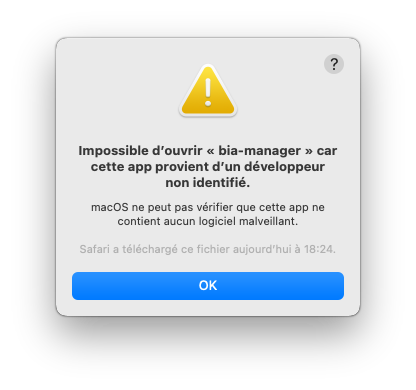 ?
Impossible d’ouvrir « bia-manager » car
cette app provient d’un développeur
non identifié.
macOS ne peut pas vérifier que cette app ne
contient aucun logiciel malveillant.
Safari a téléchargé ce fichier aujourd’hui à 18:24.
OK